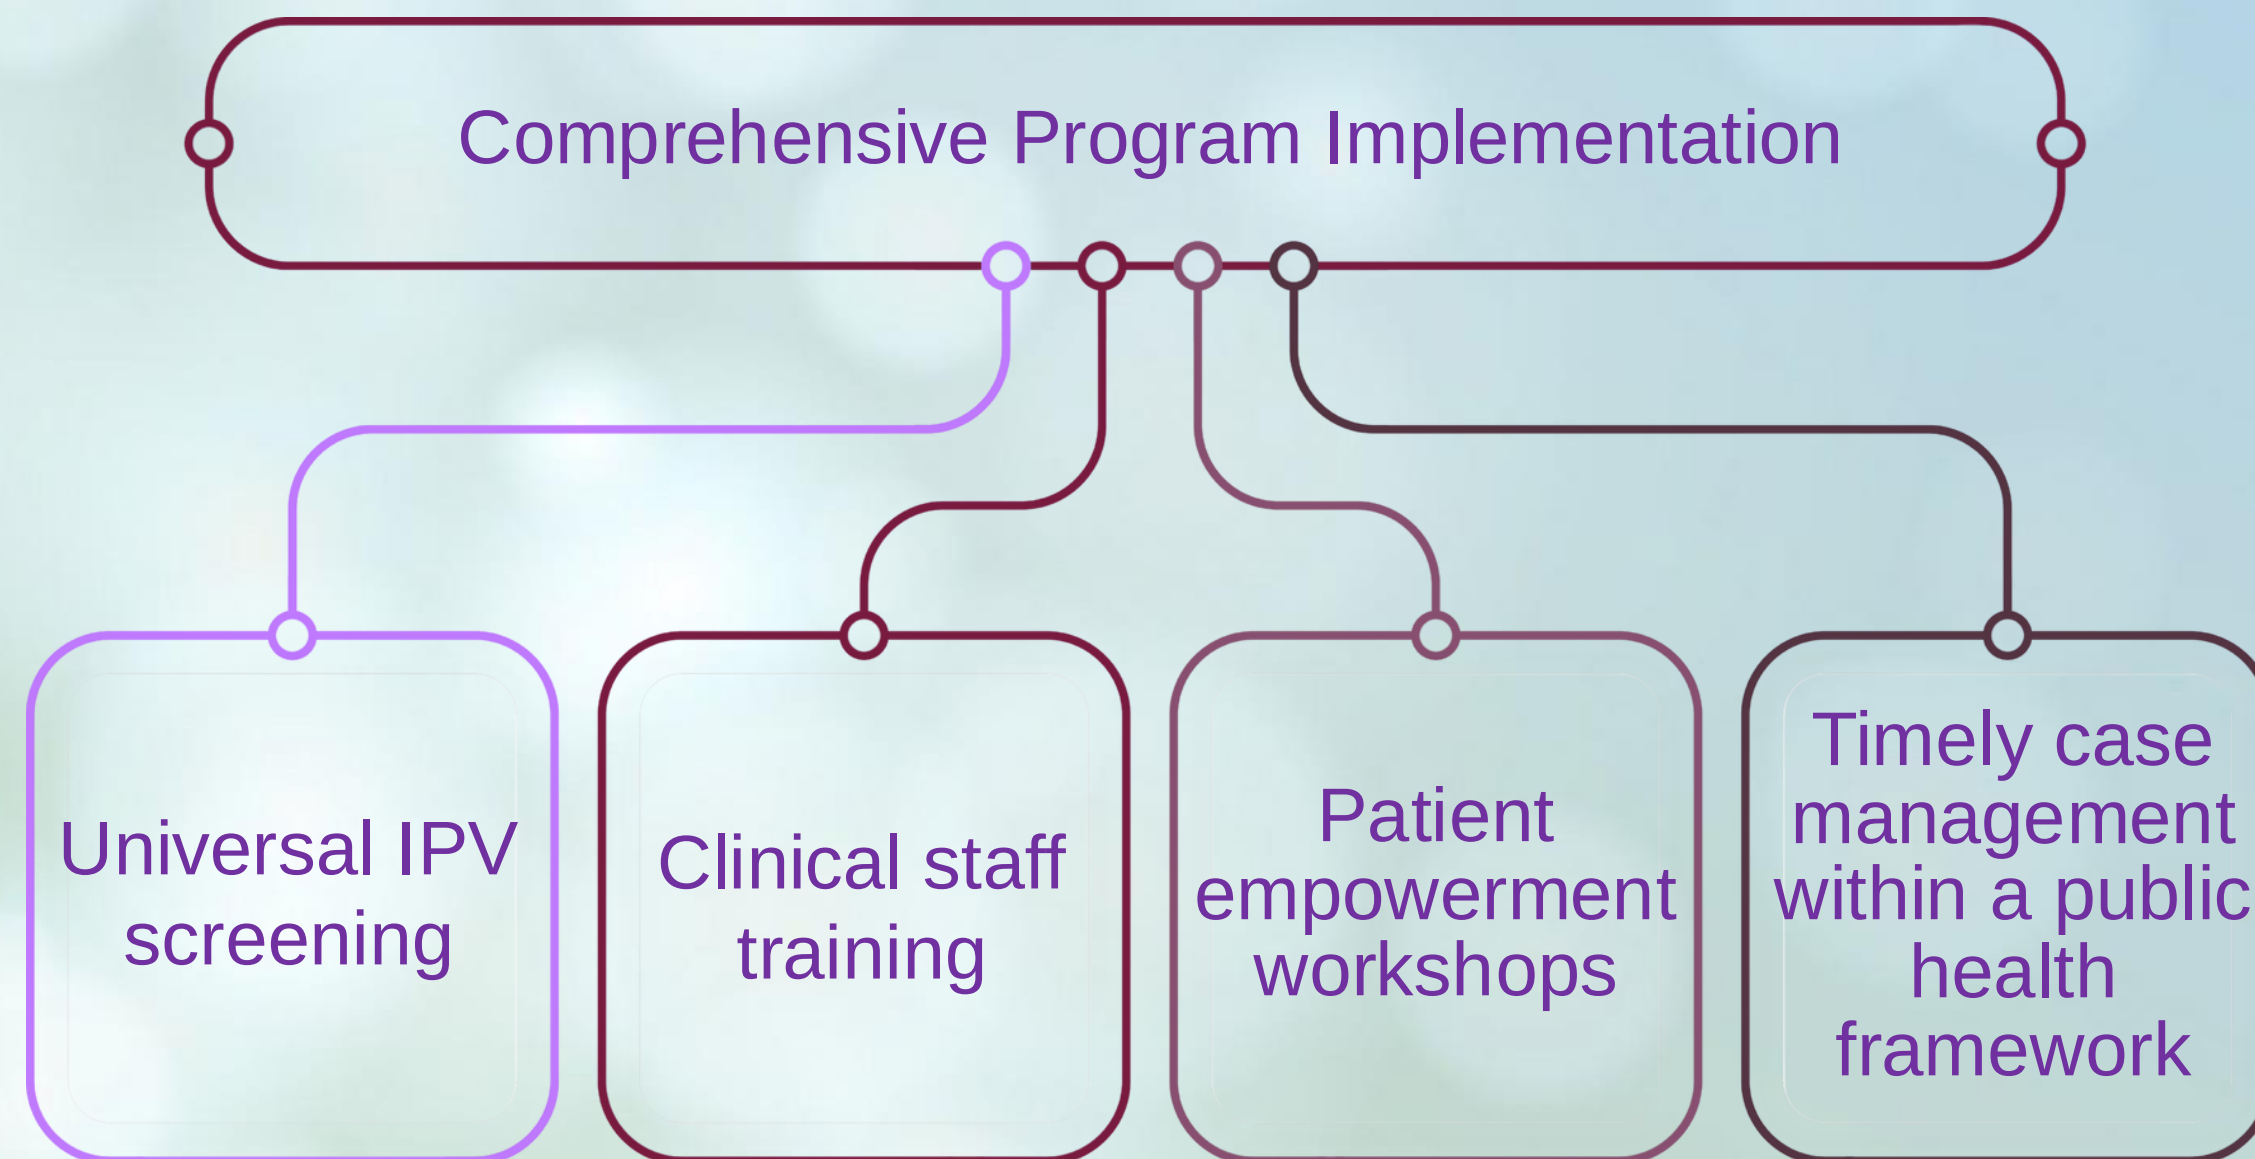 Comprehensive Program Implementation
Universal IPV
screening
Clinical staff
training
Patient
empowerment
workshops
Timely case
management
within a public
health
framework